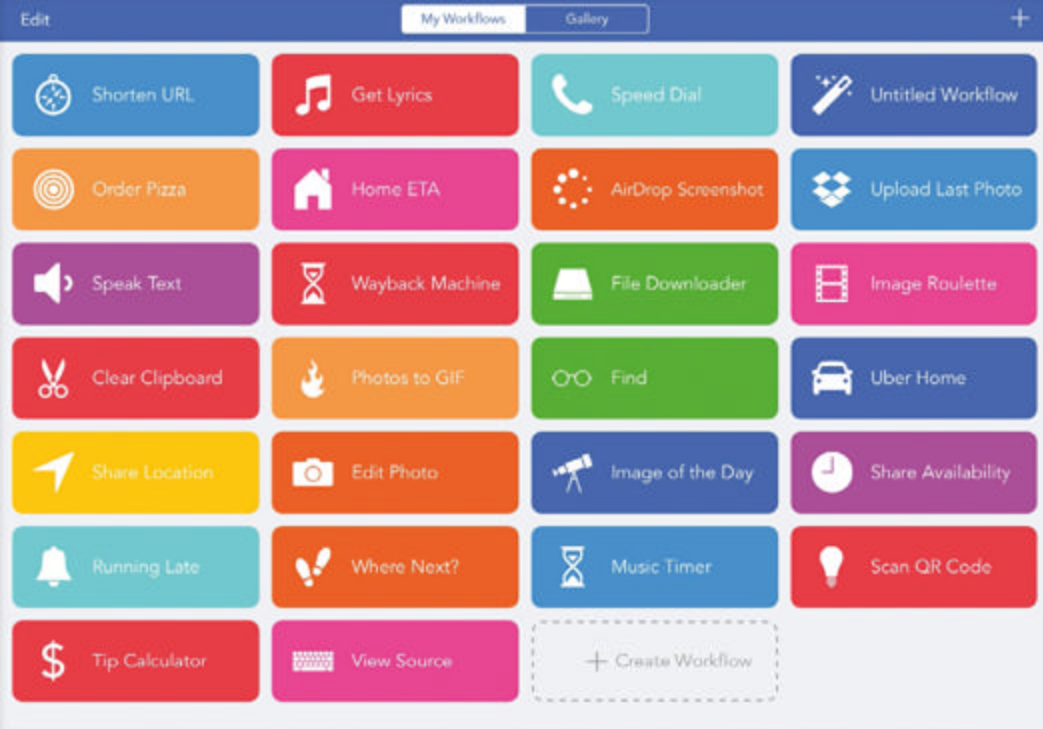 Edit
My Workflows
Gallery
Shorten URL
Get Lyrics
Speed Dial
Untitled Workflow
Order Pizza
Home ETA
AirDrop Screenshot
Upload Last Photo
Speak Text
Wayback Machine
File Downloader
Image Roulette
Clear Clipboard
Photos to GIF
Find
Uber Home
Share Location
Edit Photo
Image of the Day
Share Availability
Running Late
Where Next?
Music Timer
Scan QR Code
$
Tip Calculator
View Source
+ Create Workflow